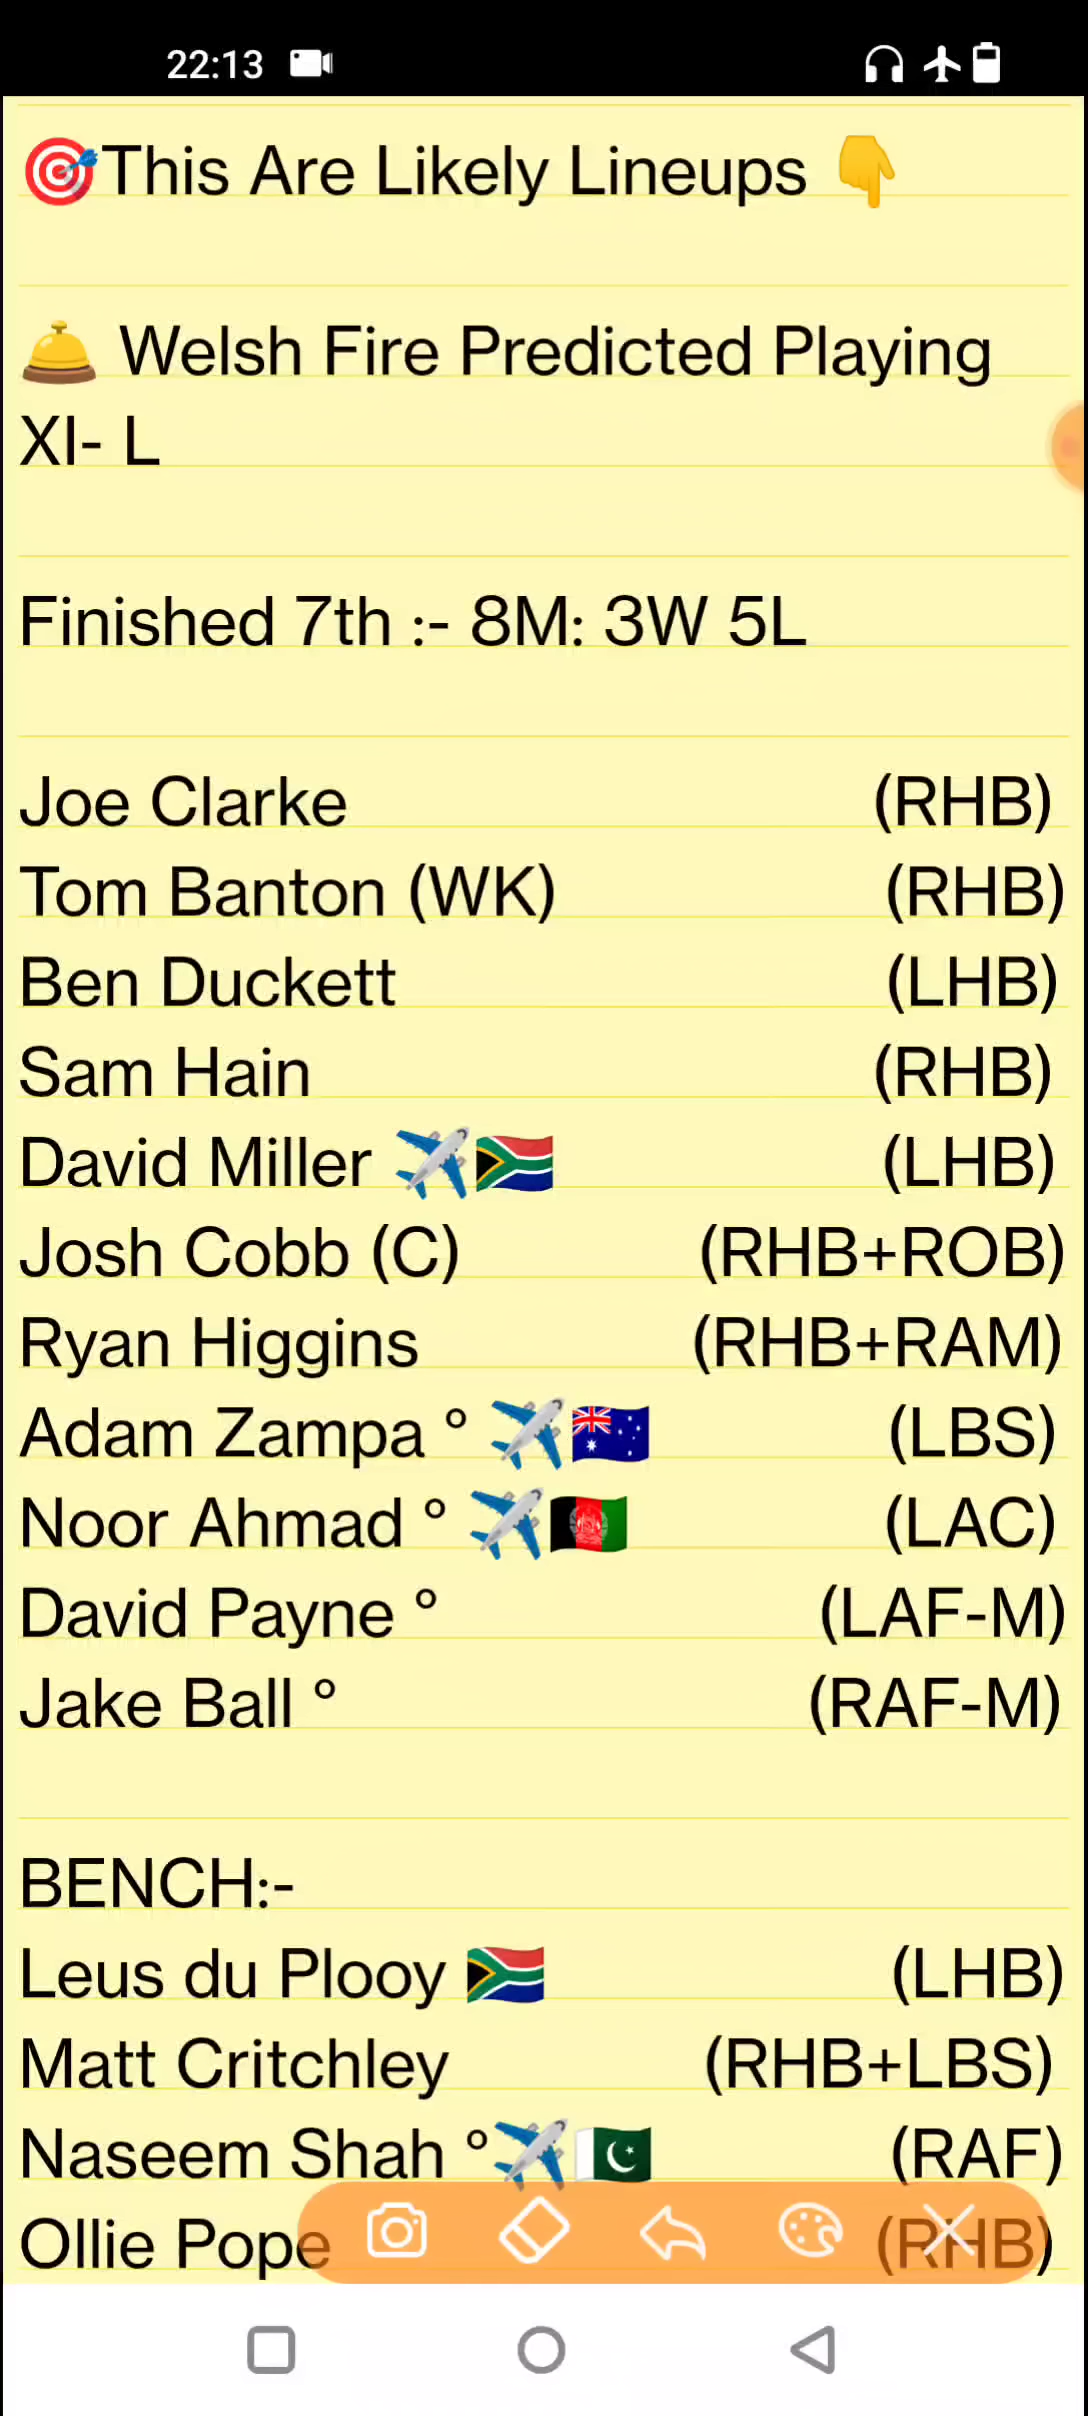 22:13
🎯This Are Likely Lineups 👇
🛎 Welsh Fire Predicted Playing
XI- L
Finished 7th :- 8M: 3W 5L
Joe Clarke (RHB)
Tom Banton (WK) (RHB)
Ben Duckett (LHB)
Sam Hain (RHB)
David Miller ✈️🇿🇦 (LHB)
Josh Cobb (C) (RHB+ROB)
Ryan Higgins (RHB+RAM)
Adam Zampa ° ✈️🇦🇺 (LBS)
Noor Ahmad ° ✈️🇦🇫 (LAC)
David Payne ° (LAF-M)
Jake Ball ° (RAF-M)
BENCH:-
Leus du Plooy 🇿🇦 (LHB)
Matt Critchley (RHB+LBS)
Naseem Shah °✈️🇵🇰 (RAF)
Ollie Pope (RHB)